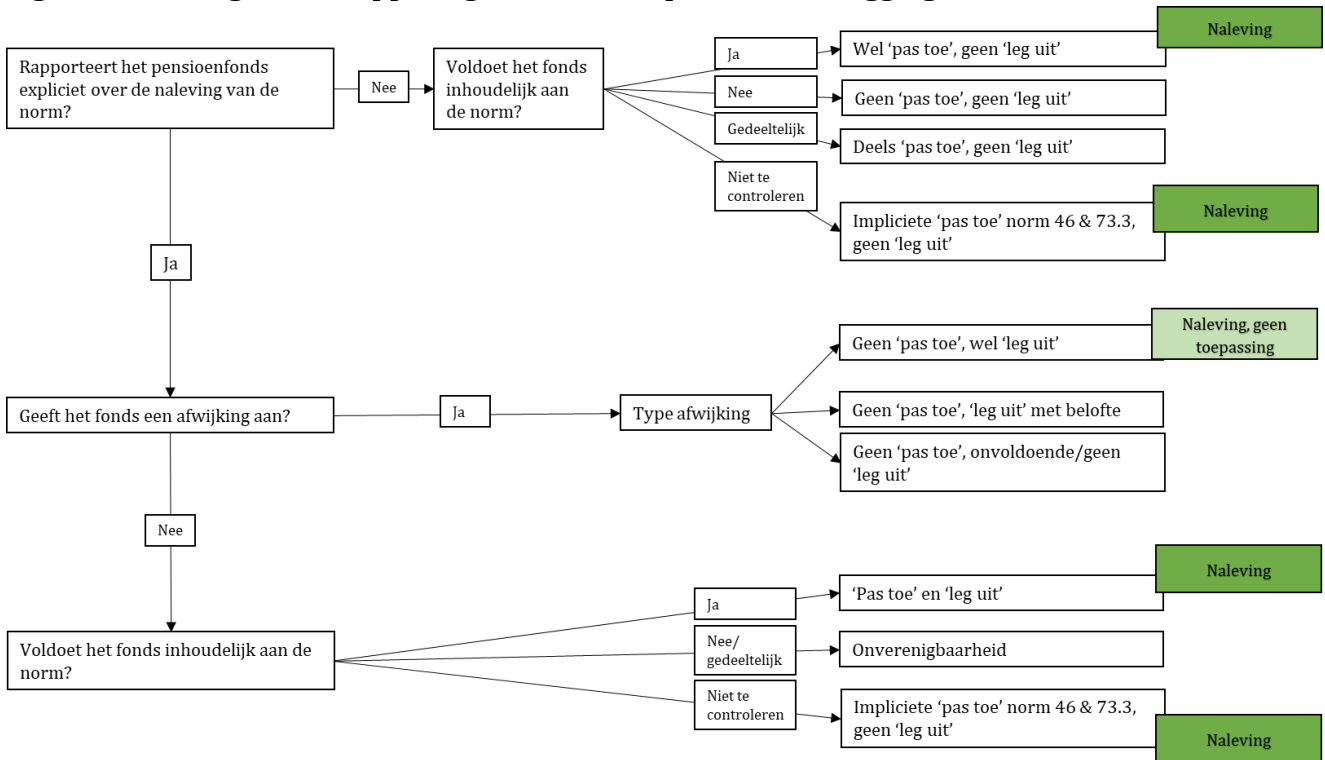 Naleving
Rapporteert het pensioenfonds
expliciet over de naleving van de
norm?
Nee
Voldoet het fonds
inhoudelijk aan
de norm?
Ja
Wel ‘pas toe’, geen ‘leg uit’
Nee
Geen ‘pas toe’, geen ‘leg uit’
Gedeeltelijk
Deels ‘pas toe’, geen ‘leg uit’
Niet te
controleren
Impliciete ‘pas toe’ norm 46 & 73.3,
geen ‘leg uit’
Naleving
Ja
Geen ‘pas toe’, wel ‘leg uit’
Naleving, geen
toepassing
Geeft het fonds een afwijking aan?
Ja
Type afwijking
Geen ‘pas toe’, ‘leg uit’ met belofte
Geen ‘pas toe’, onvoldoende/geen
‘leg uit’
Nee
Naleving
Voldoet het fonds inhoudelijk aan de
norm?
Ja
‘Pas toe’ en ‘leg uit’
Nee/
gedeeltelijk
Onverenigbaarheid
Niet te
controleren
Impliciete ‘pas toe’ norm 46 & 73.3,
geen ‘leg uit’
Naleving